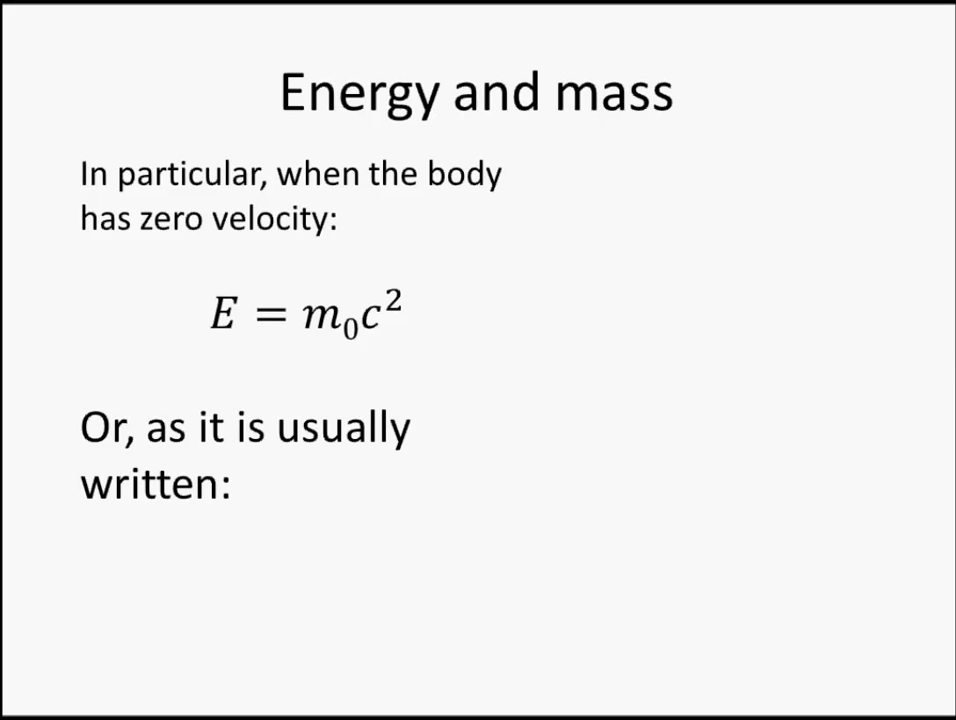 Energy and mass
In particular, when the body
has zero velocity:
E = m₀c²
Or, as it is usually
written: